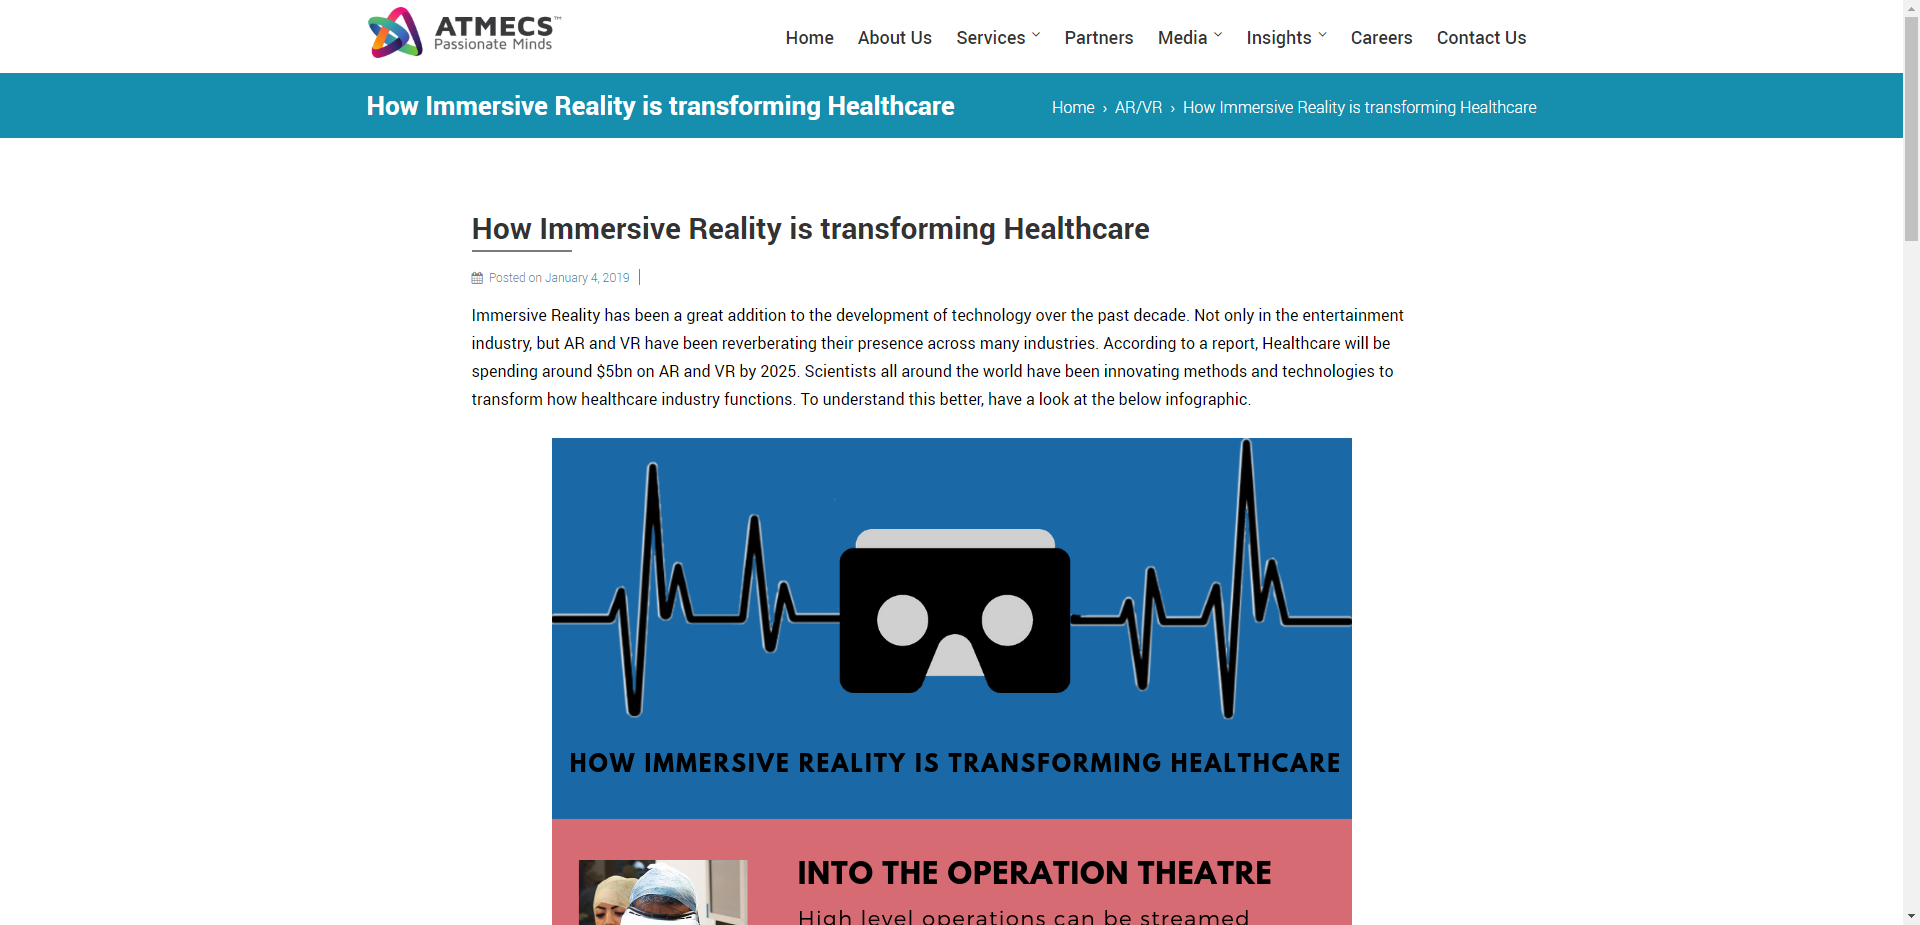 ATMECS™
Passionate Minds
Home About Us Services Partners Media Insights Careers Contact Us
How Immersive Reality is transforming Healthcare
Home › AR/VR › How Immersive Reality is transforming Healthcare
How Immersive Reality is transforming Healthcare
Posted on January 4, 2019
Immersive Reality has been a great addition to the development of technology over the past decade. Not only in the entertainment
industry, but AR and VR have been reverberating their presence across many industries. According to a report, Healthcare will be
spending around $5bn on AR and VR by 2025. Scientists all around the world have been innovating methods and technologies to
transform how healthcare industry functions. To understand this better, have a look at the below infographic.
HOW IMMERSIVE REALITY IS TRANSFORMING HEALTHCARE
INTO THE OPERATION THEATRE
High level operations can be streamed